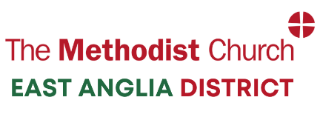 The Methodist Church
EAST ANGLIA DISTRICT